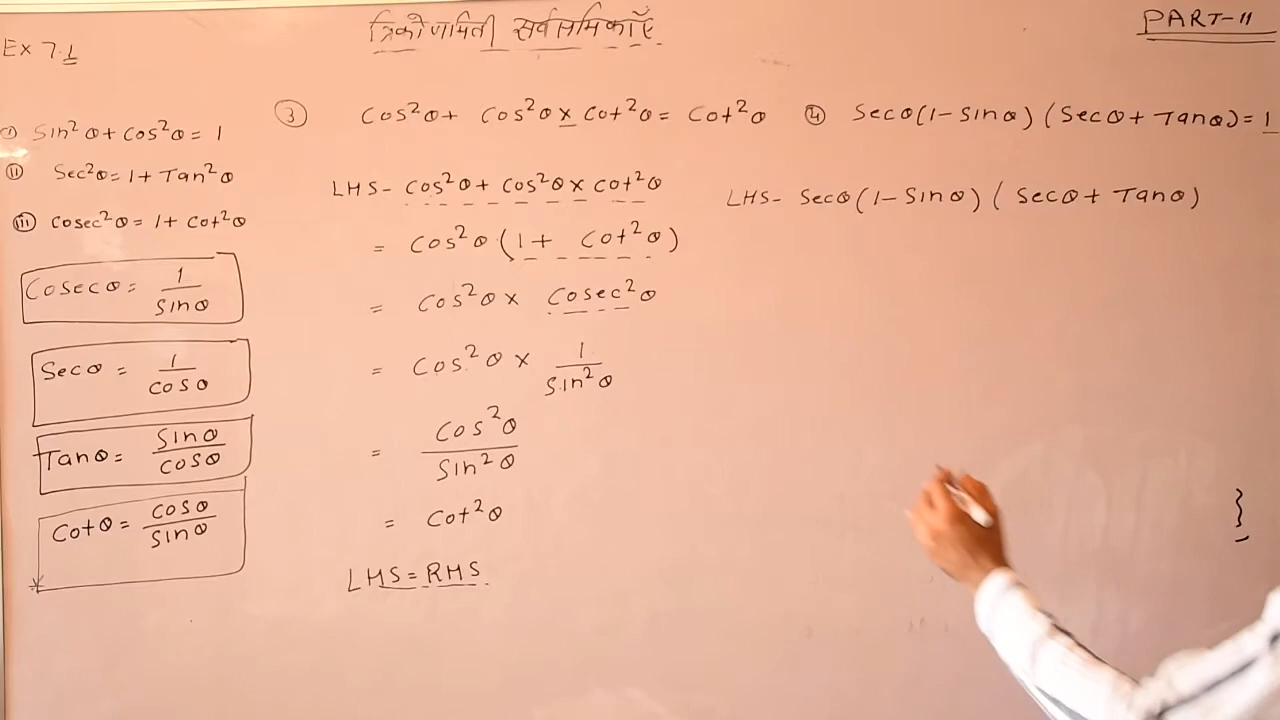 त्रिकोणमिती सर्वसमिकाएँ
PART-11
Ex 7.1
① Sin²θ + Cos²θ = 1
② Sec²θ = 1 + Tan²θ
③ Cosec²θ = 1 + Cot²θ
Cosecθ = 1/Sinθ
Secθ = 1/Cosθ
Tanθ = Sinθ/Cosθ
Cotθ = Cosθ/Sinθ
③ Cos²θ + Cos²θ × Cot²θ = Cot²θ
LHS- Cos²θ + Cos²θ × Cot²θ
= Cos²θ (1 + Cot²θ)
= Cos²θ × Cosec²θ
= Cos²θ × 1/Sin²θ
= Cos²θ/Sin²θ
= Cot²θ
LHS = RHS
④ Secθ(1-Sinθ)(Secθ + Tanθ) = 1
LHS- Secθ(1-Sinθ)(Secθ + Tanθ)
}